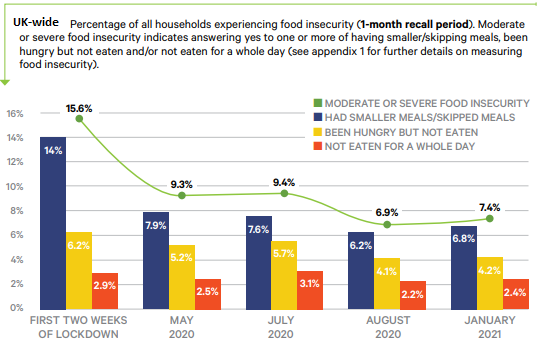 UK-wide Percentage of all households experiencing food insecurity (1-month recall period). Moderate
or severe food insecurity indicates answering yes to one or more of having smaller/skipping meals, been
hungry but not eaten and/or not eaten for a whole day (see appendix 1 for further details on measuring
food insecurity).
MODERATE OR SEVERE FOOD INSECURITY
HAD SMALLER MEALS/SKIPPED MEALS
BEEN HUNGRY BUT NOT EATEN
NOT EATEN FOR A WHOLE DAY
16%
14%
12%
10%
8%
6%
4%
2%
0%
15.6%
9.3%
9.4%
6.9%
7.4%
14%
6.2%
2.9%
7.9%
5.2%
2.5%
7.6%
5.7%
3.1%
6.2%
4.1%
2.2%
6.8%
4.2%
2.4%
FIRST TWO WEEKS
OF LOCKDOWN
MAY
2020
JULY
2020
AUGUST
2020
JANUARY
2021